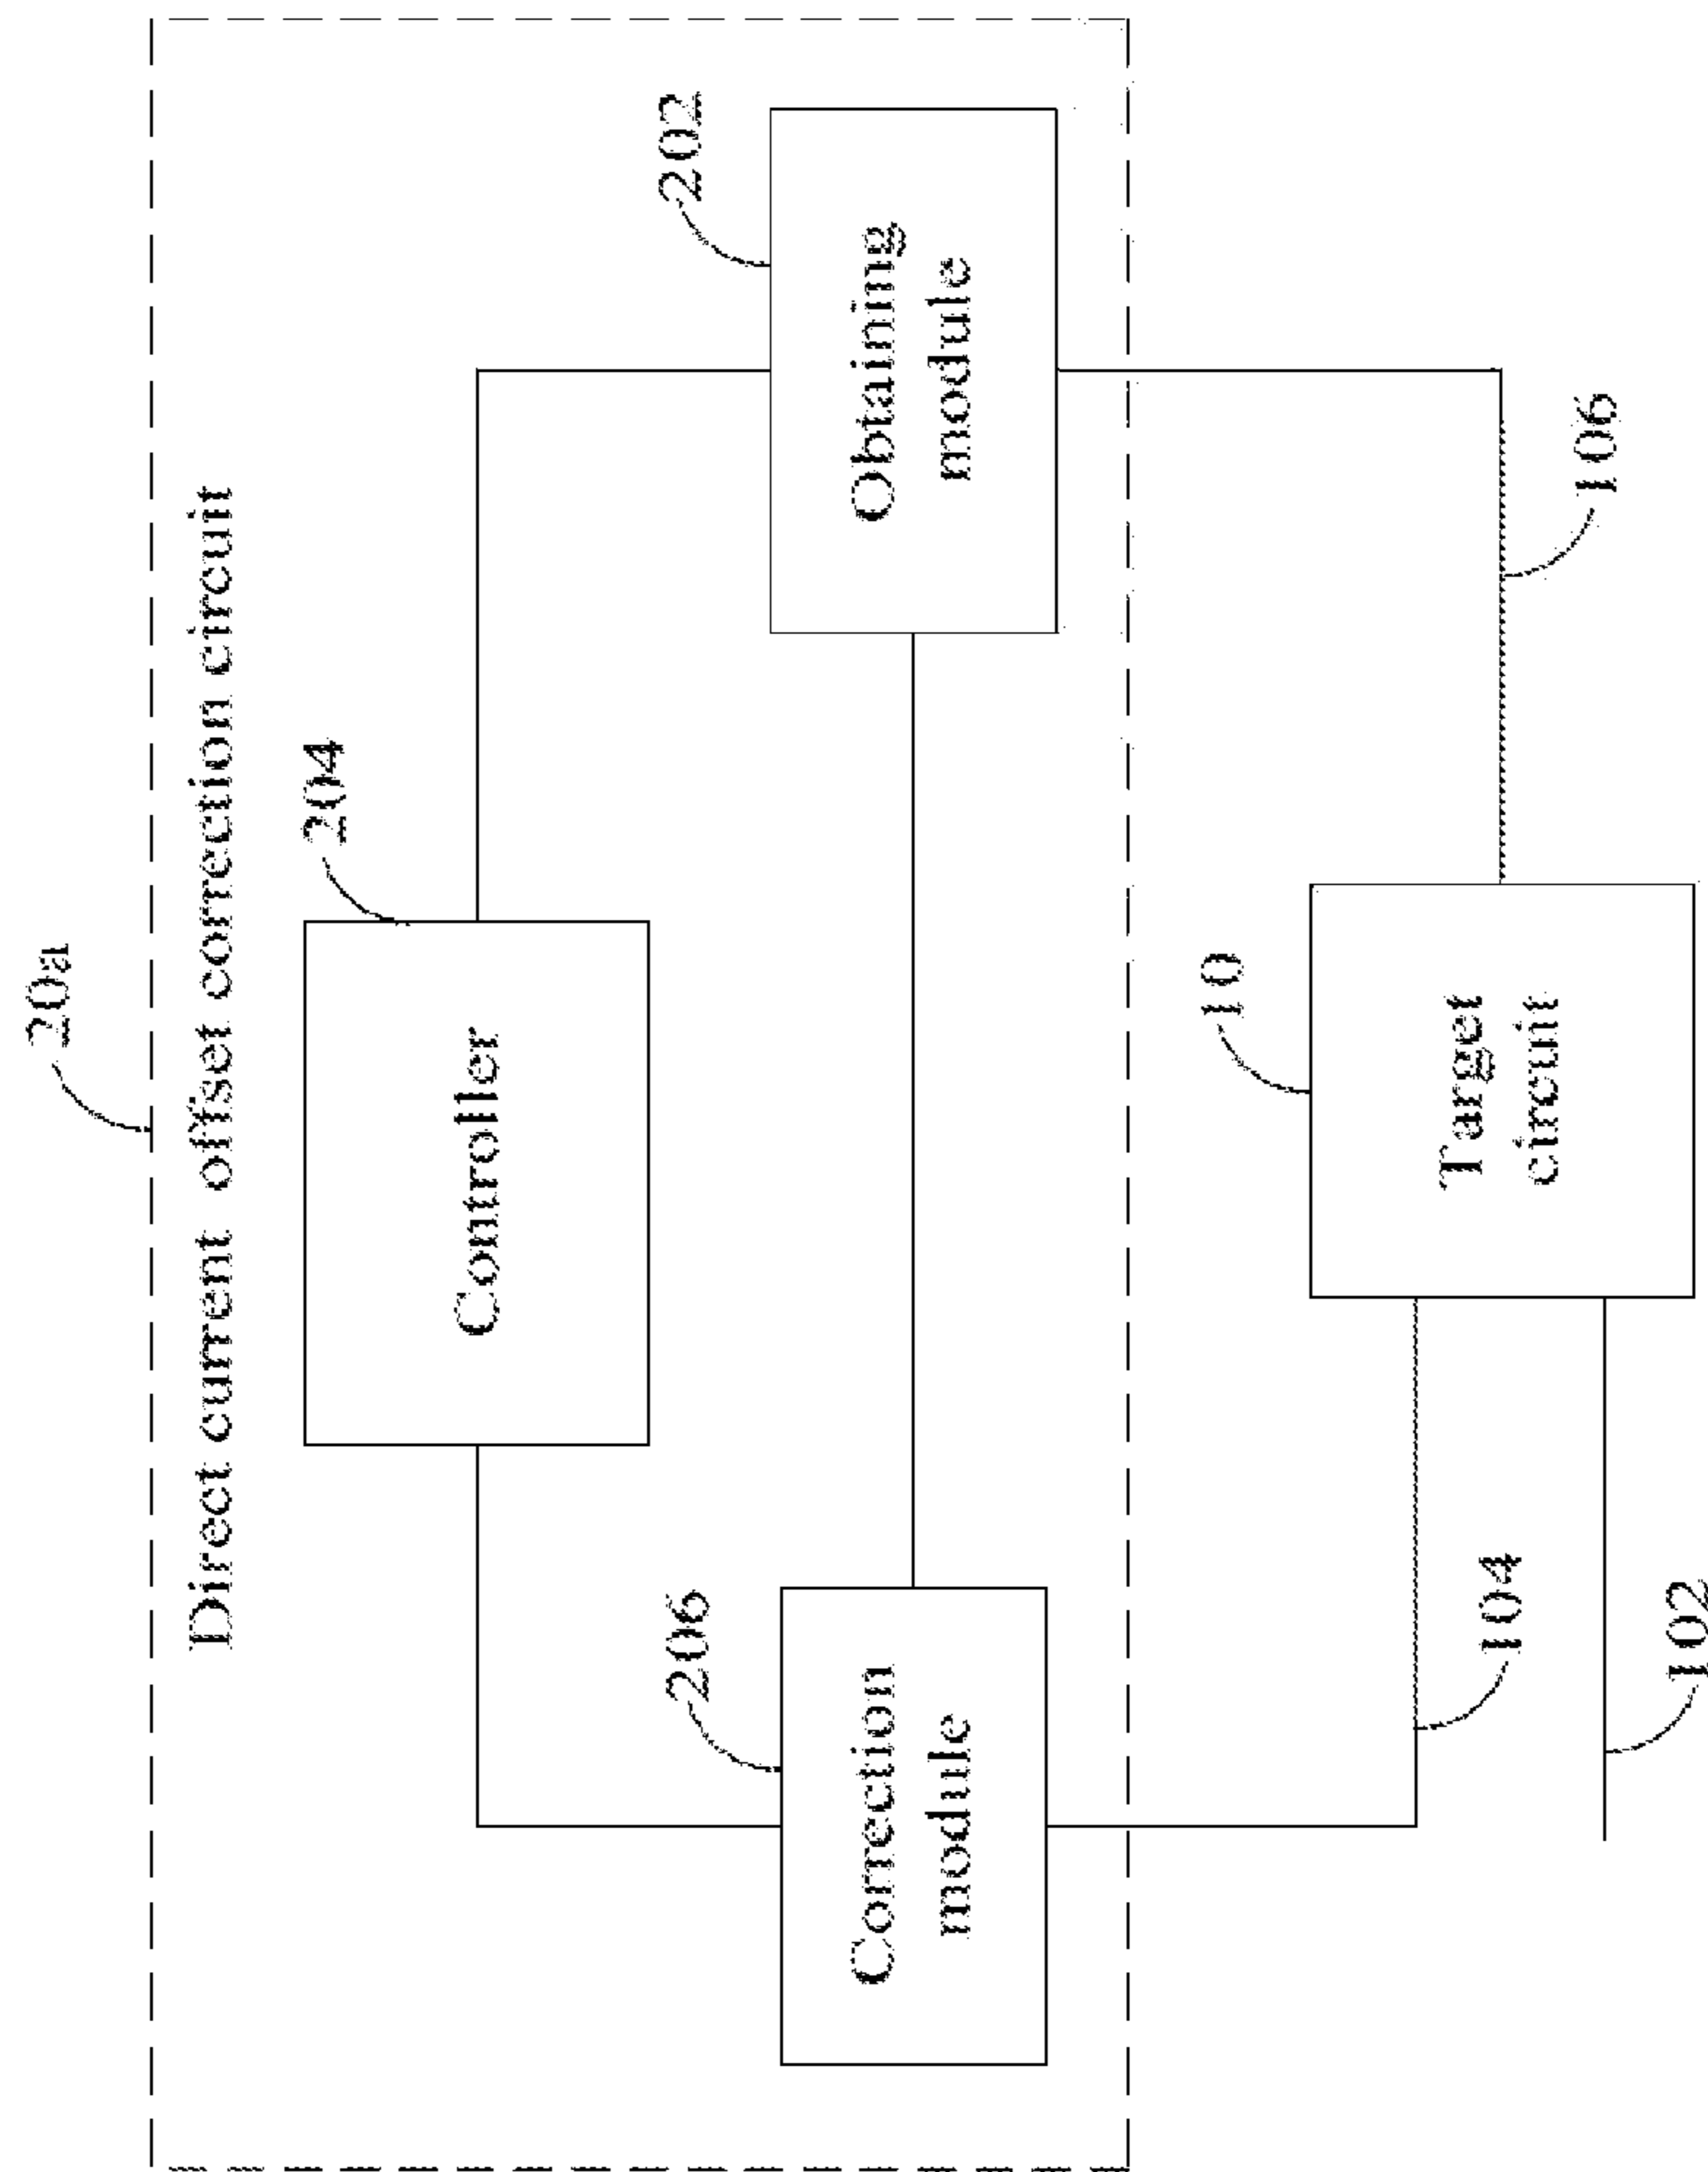 20a
Direct current offset correction circuit
204
Controller
206
202
Correction
module
Obtaining
module
10
Target
circuit
104
106
102